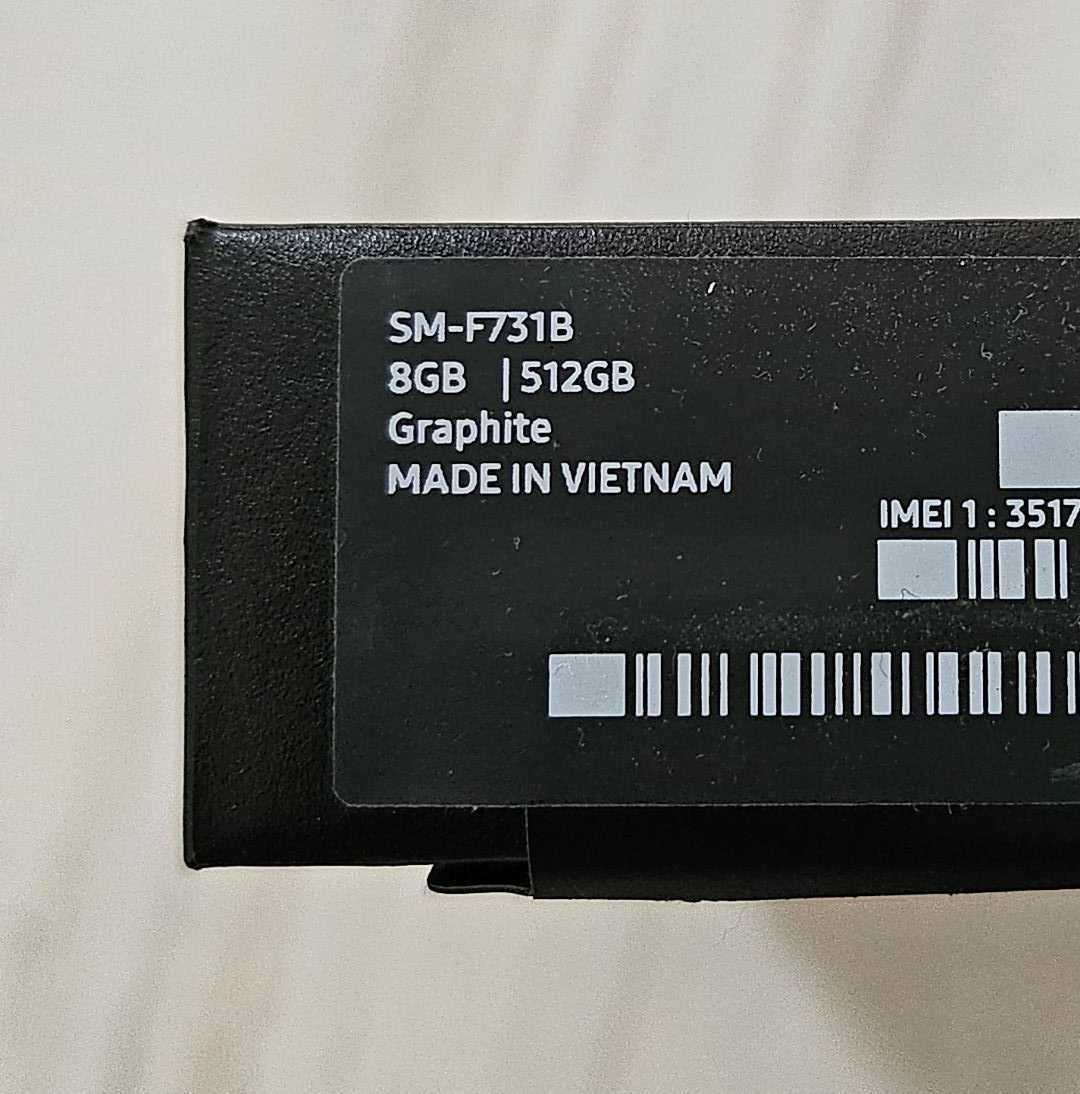 SM-F731B
8GB | 512GB
Graphite
MADE IN VIETNAM
IMEI 1 : 3517